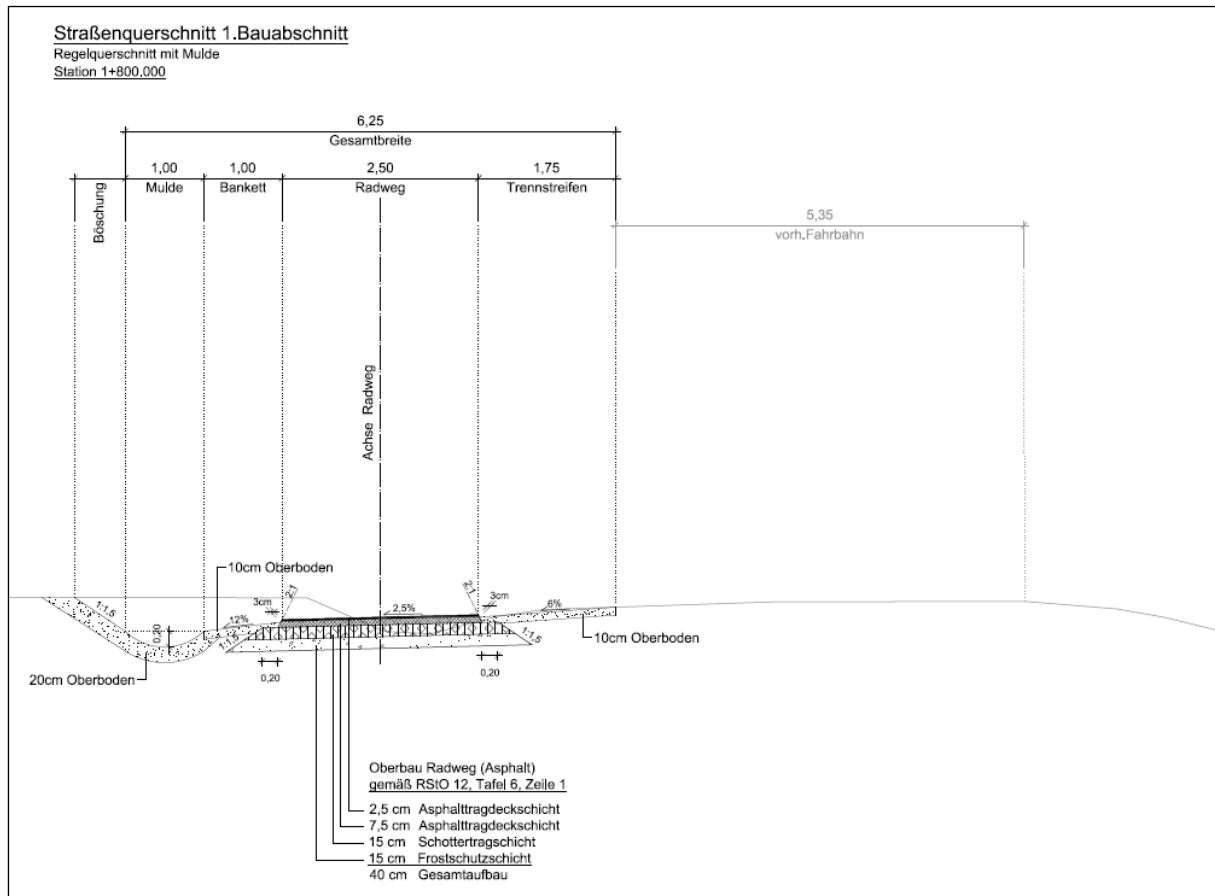 Straßenquerschnitt 1.Bauabschnitt
Regelquerschnitt mit Mulde
Station 1+800,000
6,25
Gesamtbreite
1,00 1,00 2,50 1,75
Böschung Mulde Bankett Radweg Trennstreifen
5,35
vorh.Fahrbahn
Achse Radweg
10cm Oberboden
2:1 2:1
3cm 3cm
1:1,5 12% 2,5% 6%
0,20
1:1,5 1:1,5
10cm Oberboden
20cm Oberboden
0,20 0,20
Oberbau Radweg (Asphalt)
gemäß RStO 12, Tafel 6, Zeile 1
2,5 cm Asphalttragdeckschicht
7,5 cm Asphalttragdeckschicht
15 cm Schottertragschicht
15 cm Frostschutzschicht
40 cm Gesamtaufbau